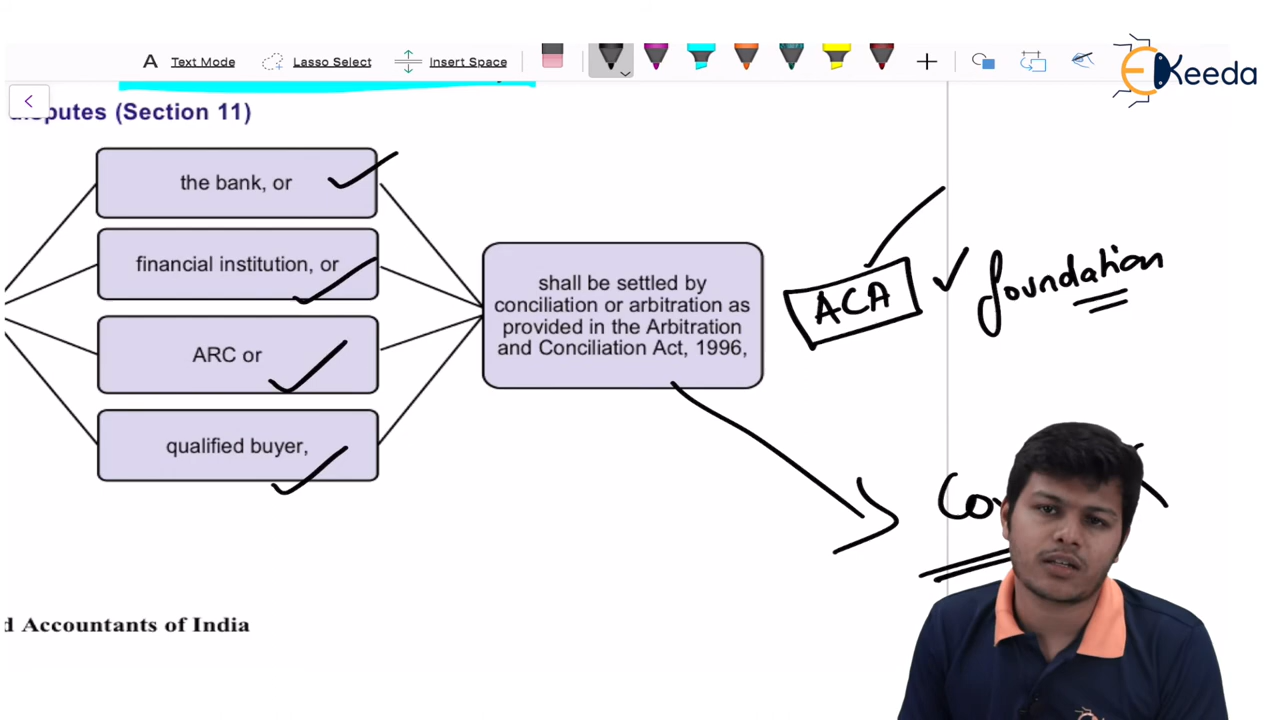 A Text Mode
Lasso Select
Insert Space
Keeda
(Section 11)
the bank, or
financial institution, or
ARC or
qualified buyer,
shall be settled by
conciliation or arbitration as
provided in the Arbitration
and Conciliation Act, 1996,
ACA
foundation
Accountants of India